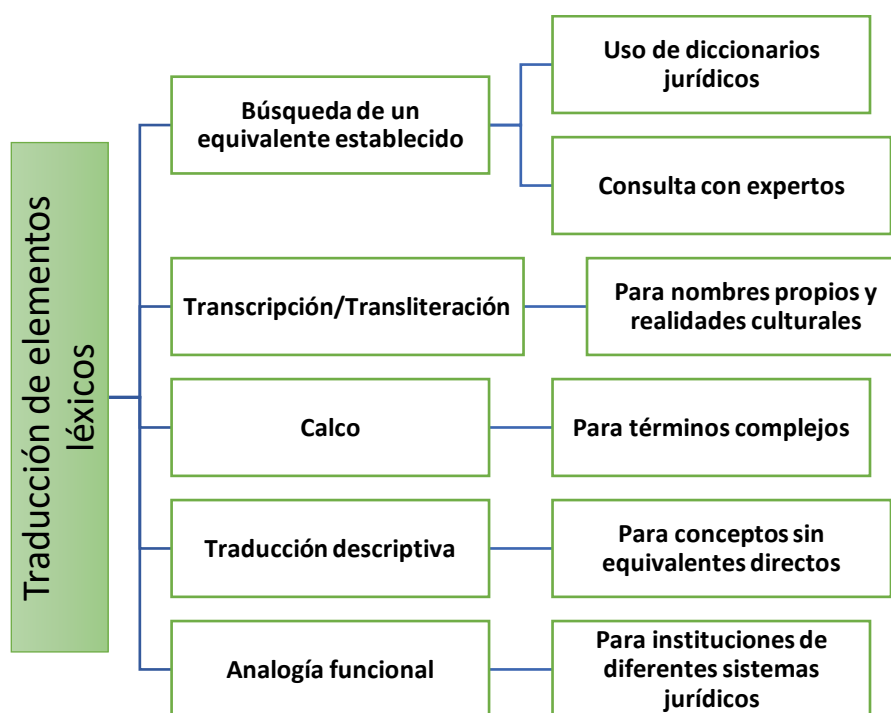 Traducción de elementos
léxicos
Búsqueda de un
equivalente establecido
Uso de diccionarios
jurídicos
Consulta con expertos
Transcripción/Transliteración
Para nombres propios y
realidades culturales
Calco
Para términos complejos
Traducción descriptiva
Para conceptos sin
equivalentes directos
Analogía funcional
Para instituciones de
diferentes sistemas
jurídicos